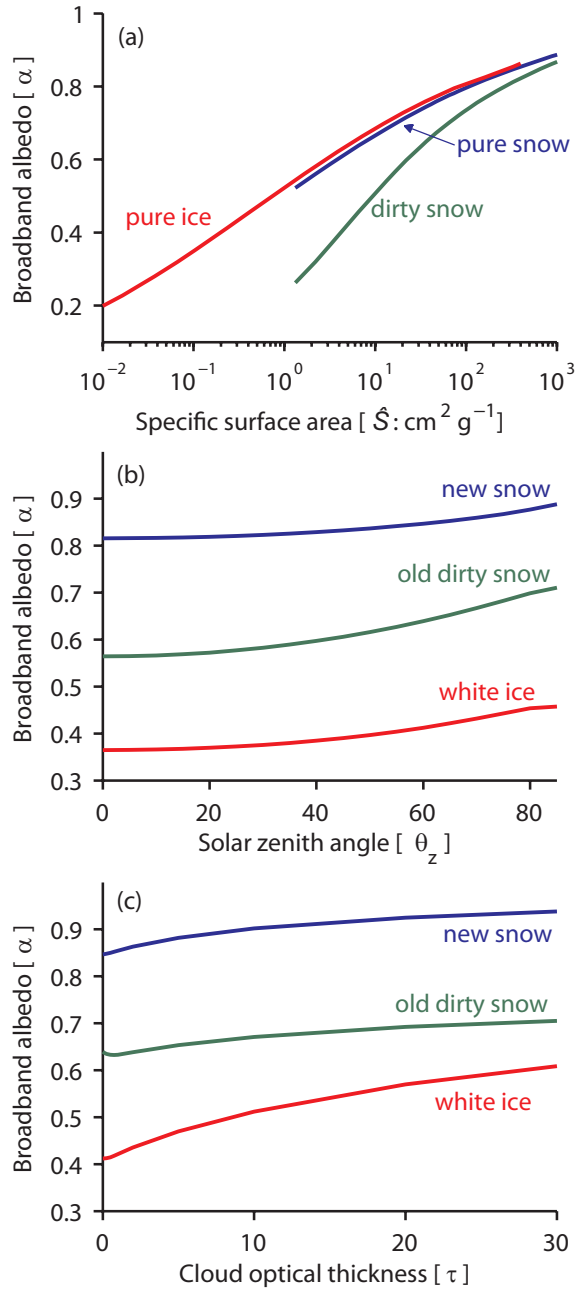 (a)
Broadband albedo [ α ]
1
0.8
0.6
0.4
0.2
pure snow
pure ice
dirty snow
10⁻² 10⁻¹ 10⁰ 10¹ 10² 10³
Specific surface area [ Ŝ : cm² g⁻¹]
(b)
Broadband albedo [ α ]
0.9
0.8
0.7
0.6
0.5
0.4
0.3
new snow
old dirty snow
white ice
0 20 40 60 80
Solar zenith angle [ θ_z ]
(c)
Broadband albedo [ α ]
0.9
0.8
0.7
0.6
0.5
0.4
0.3
new snow
old dirty snow
white ice
0 10 20 30
Cloud optical thickness [ τ ]